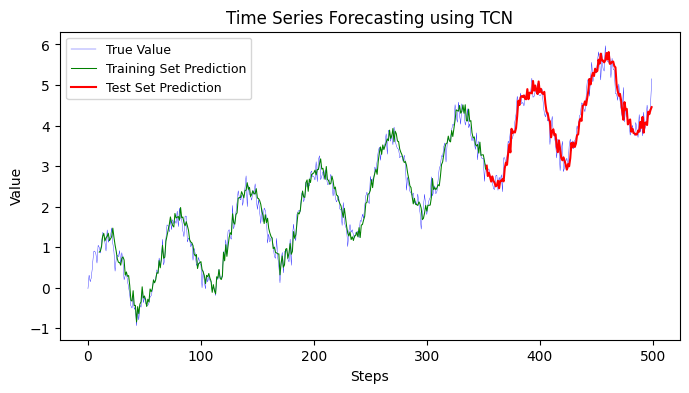 Time Series Forecasting using TCN
True Value
Training Set Prediction
Test Set Prediction
6
5
4
3
2
1
0
−1
Value
0 100 200 300 400 500
Steps